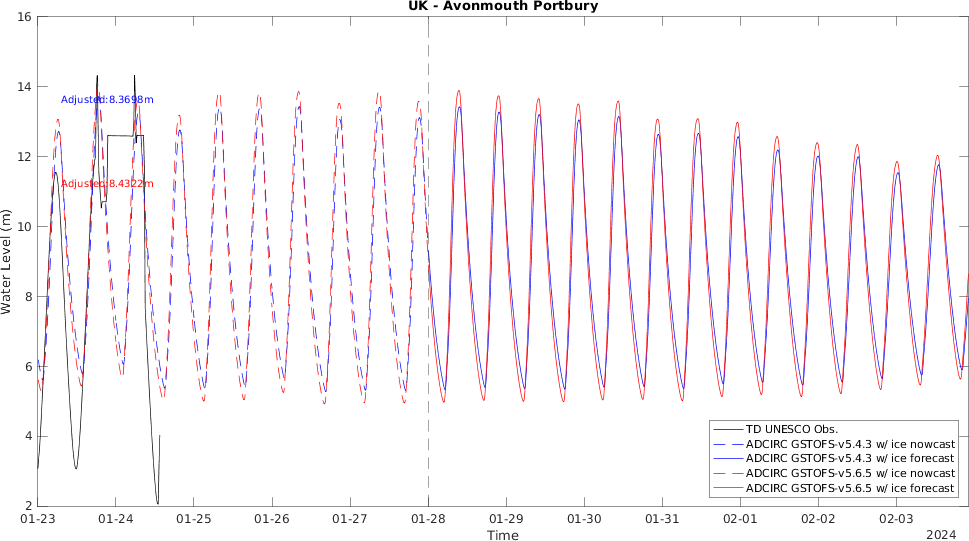 UK - Avonmouth Portbury
16
14
12
10
8
6
4
2
Water Level (m)
Adjusted:8.3698m
Adjusted:8.4322m
TD UNESCO Obs.
ADCIRC GSTOFS-v5.4.3 w/ ice nowcast
ADCIRC GSTOFS-v5.4.3 w/ ice forecast
ADCIRC GSTOFS-v5.6.5 w/ ice nowcast
ADCIRC GSTOFS-v5.6.5 w/ ice forecast
01-23 01-24 01-25 01-26 01-27 01-28 01-29 01-30 01-31 02-01 02-02 02-03
Time
2024